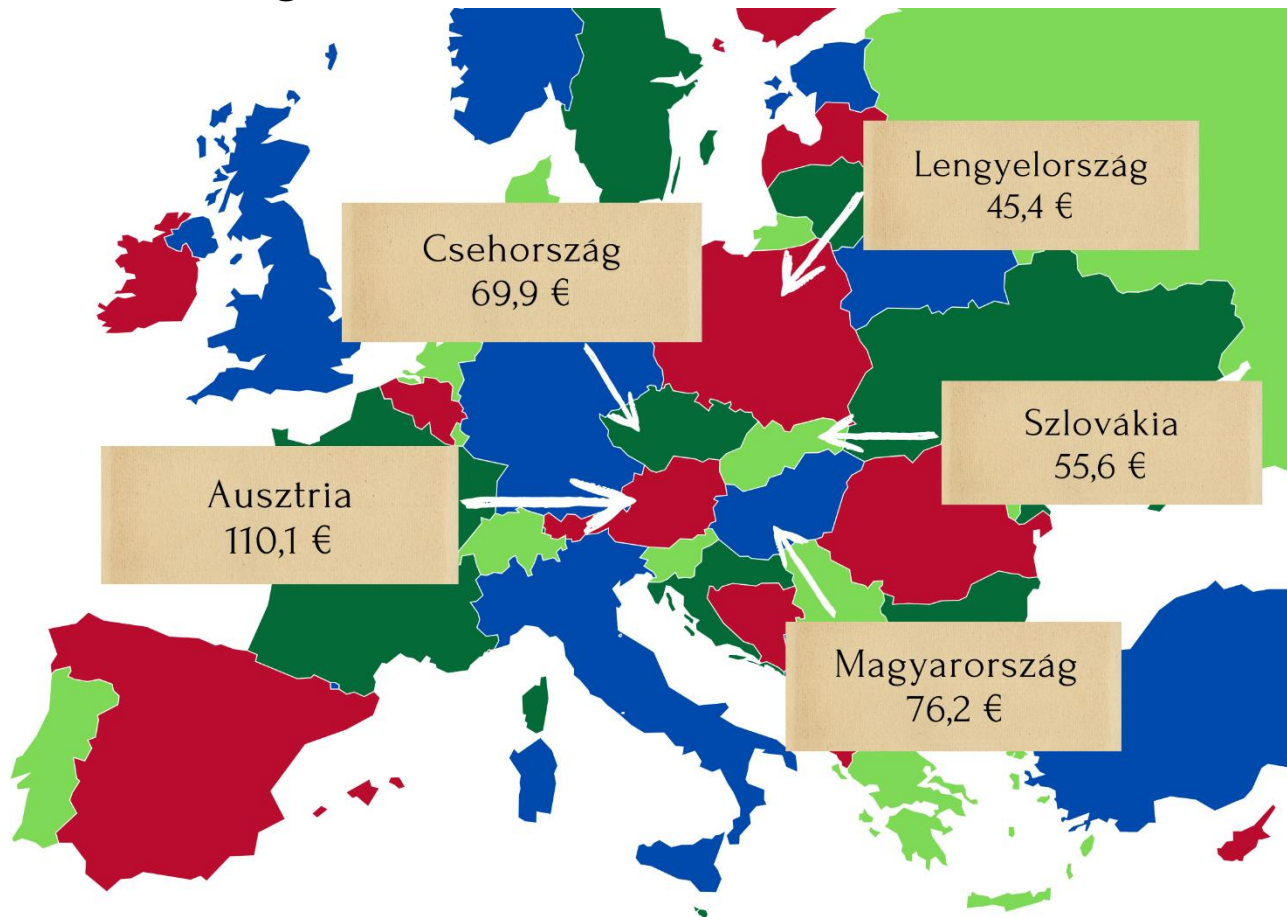 Lengyelország
45,4 €
Csehország
69,9 €
Szlovákia
55,6 €
Ausztria
110,1 €
Magyarország
76,2 €